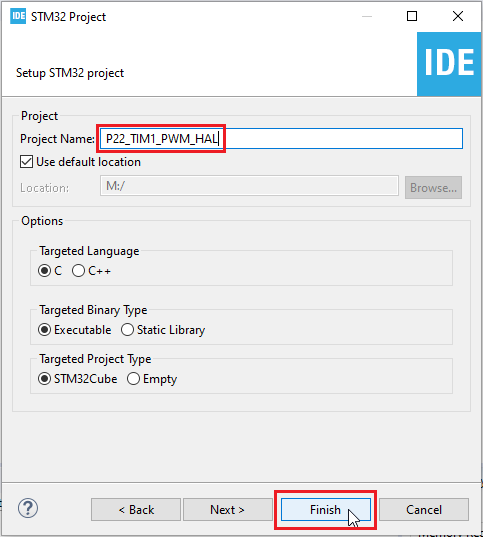 IDE STM32 Project
Setup STM32 project
IDE
Project
Project Name: P22_TIM1_PWM_HAL
Use default location
Location: M:/ Browse...
Options
Targeted Language
C C++
Targeted Binary Type
Executable Static Library
Targeted Project Type
STM32Cube Empty
? < Back Next > Finish Cancel